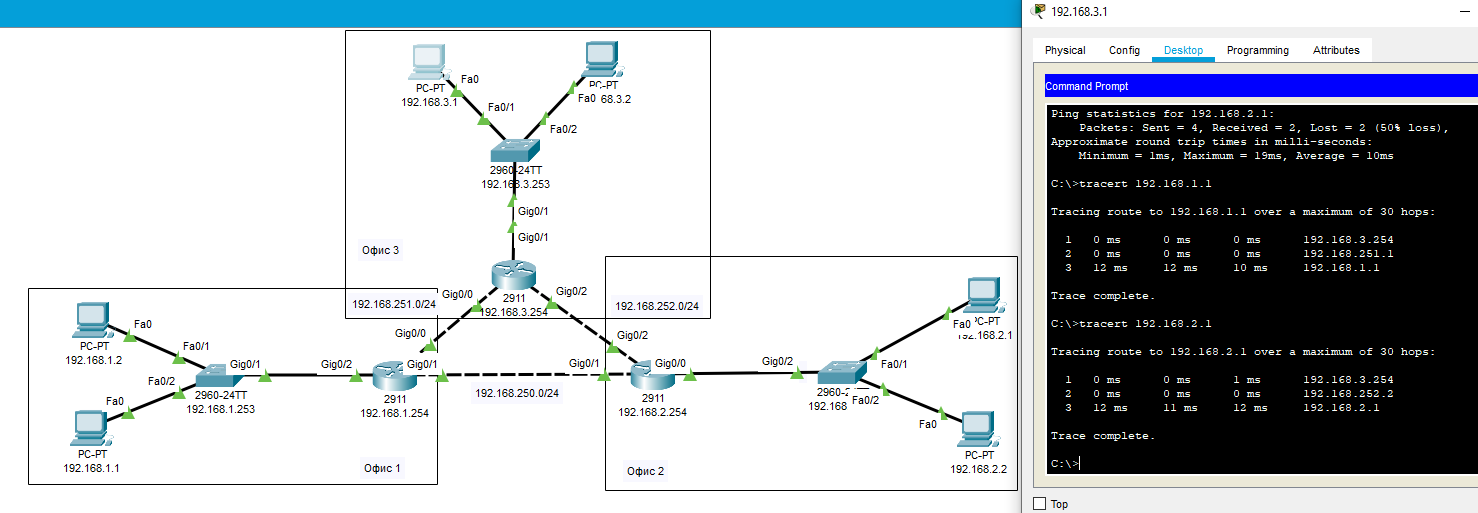 192.168.3.1
Physical Config Desktop Programming Attributes
Command Prompt
Ping statistics for 192.168.2.1:
Packets: Sent = 4, Received = 2, Lost = 2 (50% loss),
Approximate round trip times in milli-seconds:
Minimum = 1ms, Maximum = 19ms, Average = 10ms
C:\>tracert 192.168.1.1
Tracing route to 192.168.1.1 over a maximum of 30 hops:
1 0 ms 0 ms 0 ms 192.168.3.254
2 0 ms 0 ms 0 ms 192.168.251.1
3 12 ms 12 ms 10 ms 192.168.1.1
Trace complete.
C:\>tracert 192.168.2.1
Tracing route to 192.168.2.1 over a maximum of 30 hops:
1 0 ms 0 ms 1 ms 192.168.3.254
2 0 ms 0 ms 0 ms 192.168.252.2
3 12 ms 11 ms 12 ms 192.168.2.1
Trace complete.
C:\>
Top
Fa0
PC-PT
192.168.3.1
Fa0/1
PC-PT
Fa0 68.3.2
Fa0/2
2960-24TT
192.168.3.253
Gig0/1
Gig0/1
Офис 3
Gig0/0
Gig0/2
2911
192.168.3.254
192.168.251.0/24
192.168.252.0/24
Gig0/0
Gig0/2
Fa0
PC-PT
192.168.1.2
Fa0/1
Fa0/2
Fa0
PC-PT
192.168.1.1
Gig0/1
2960-24TT
192.168.1.253
Gig0/2
Gig0/1
2911
192.168.1.254
Офис 1
192.168.250.0/24
Gig0/1
Gig0/0
2911
192.168.2.254
Офис 2
Gig0/2
Fa0/1
Fa0/2
192.168
Fa0
PC-PT
192.168.2.1
Fa0
PC-PT
192.168.2.2